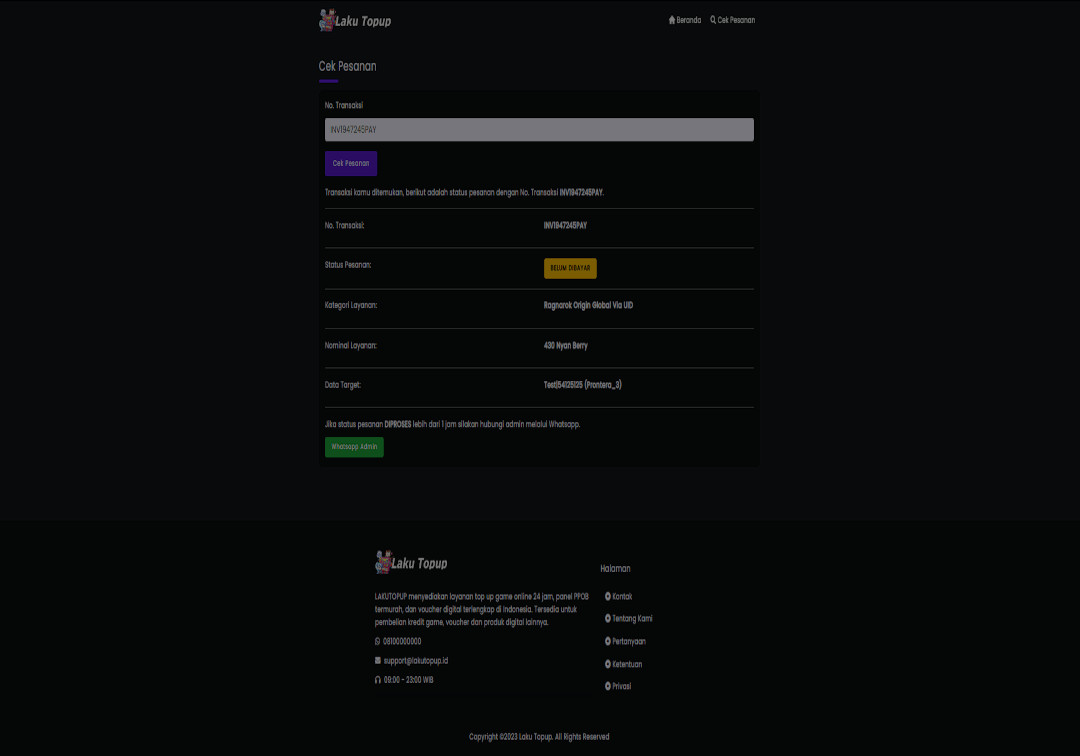 Laku Topup
Beranda Cek Pesanan
Cek Pesanan
No. Transaksi
INV1947245PAY
Cek Pesanan
Transaksi kamu ditemukan, berikut adalah status pesanan dengan No. Transaksi INV1947245PAY.
No. Transaksi: INV1947245PAY
Status Pesanan: BELUM DIBAYAR
Kategori Layanan: Ragnarok Origin Global Via UID
Nominal Layanan: 430 Nyan Berry
Data Target: Test|54125125 (Prontera_3)
Jika status pesanan DIPROSES lebih dari 1 jam silakan hubungi admin melalui Whatsapp.
Whatsapp Admin
Laku Topup
LAKUTOPUP menyediakan layanan top up game online 24 jam, panel PPOB
termurah, dan voucher digital terlengkap di Indonesia. Tersedia untuk
pembelian kredit game, voucher dan produk digital lainnya.
08100000000
support@lakutopup.id
09:00 - 23:00 WIB
Halaman
Kontak
Tentang Kami
Pertanyaan
Ketentuan
Privasi
Copyright ©2023 Laku Topup. All Rights Reserved